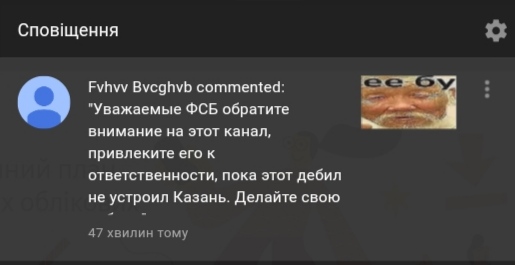 Сповіщення
ее бу
Fvhvv Bvcghvb commented:
"Уважаемые ФСБ обратите
внимание на этот канал,
привлеките его к
ответственности, пока этот дебил
не устроил Казань. Делайте свою
47 хвилин тому